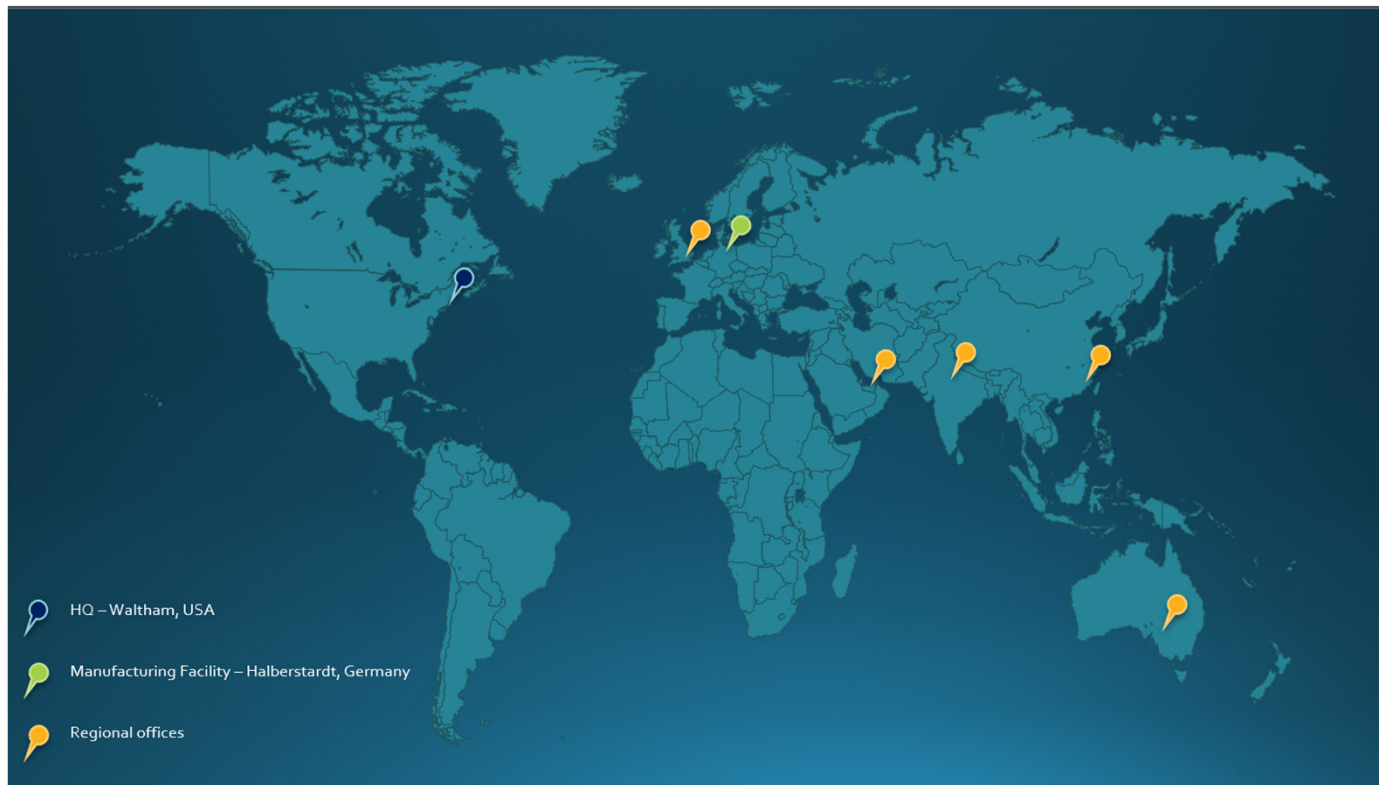 HQ – Waltham, USA
Manufacturing Facility – Halberstardt, Germany
Regional offices